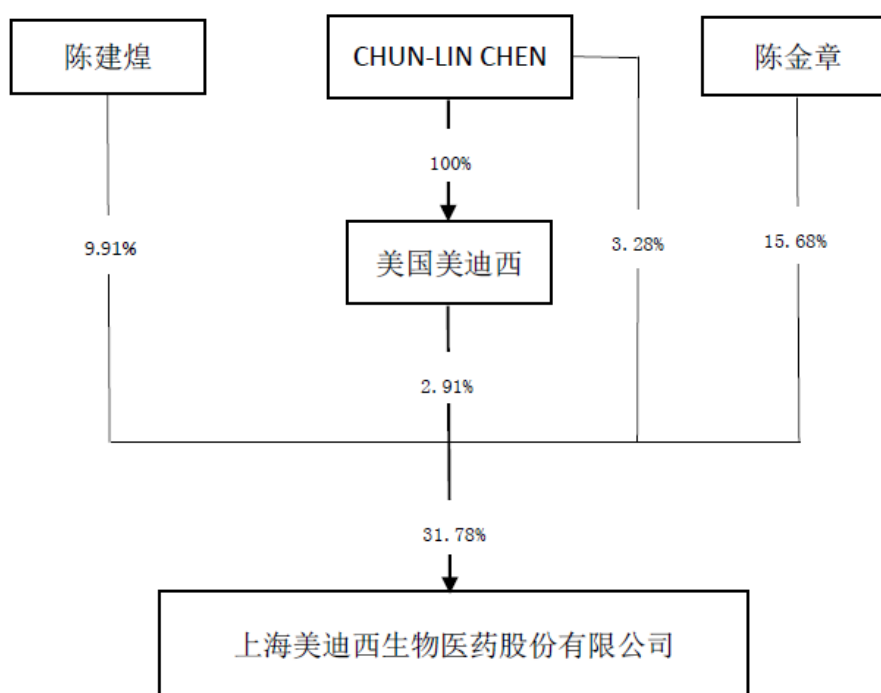 陈建煌
CHUN-LIN CHEN
陈金章
100%
美国美迪西
9.91%
3.28%
15.68%
2.91%
31.78%
上海美迪西生物医药股份有限公司